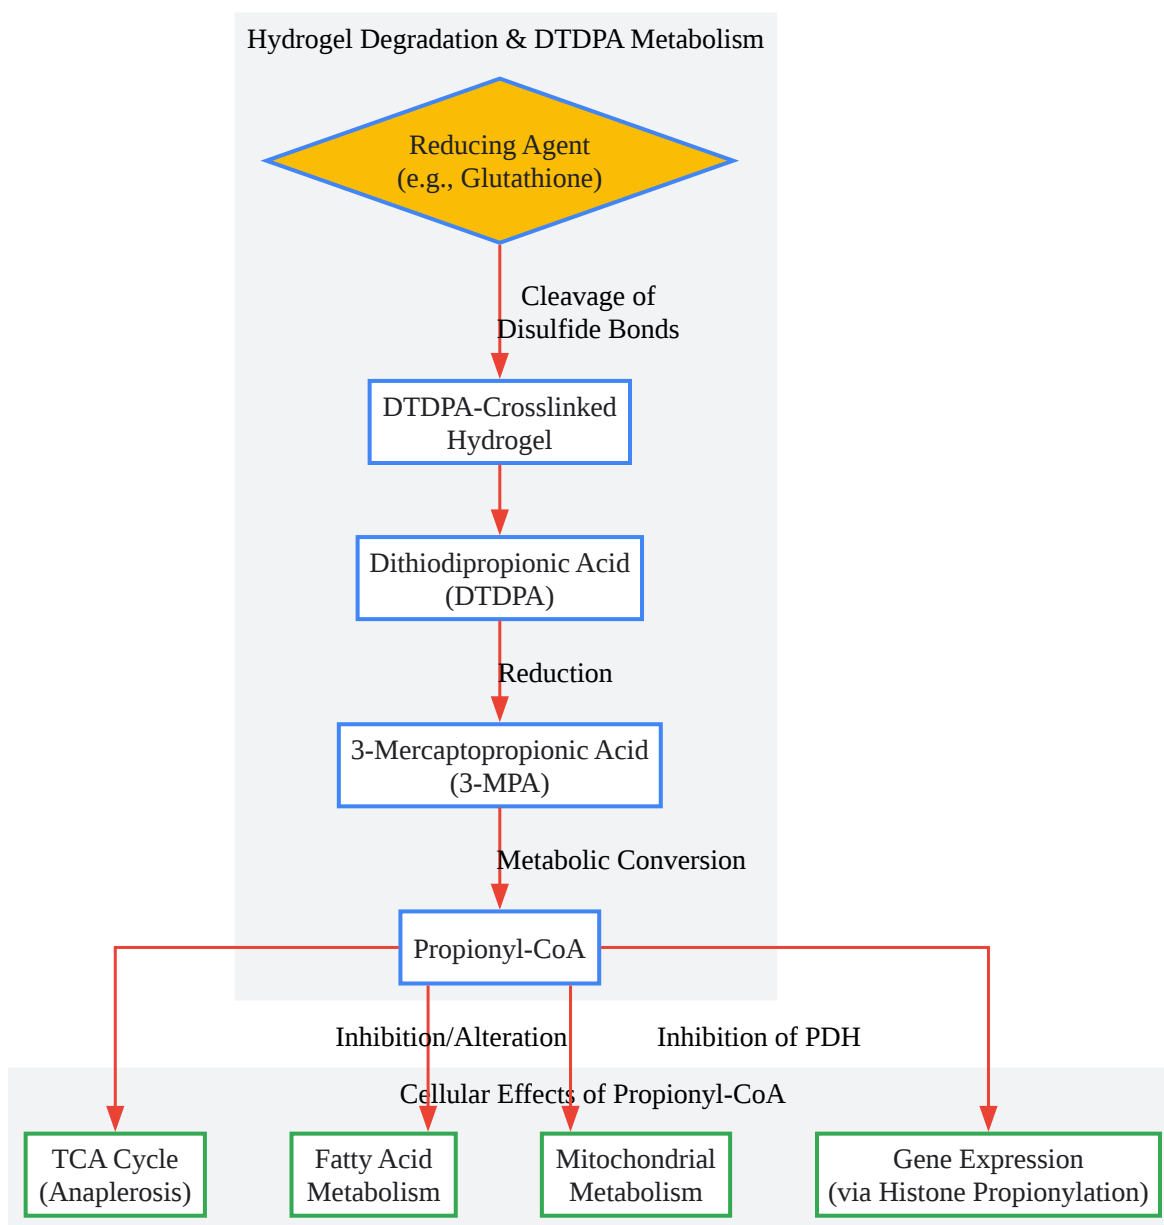 Hydrogel Degradation & DTDPA Metabolism
Reducing Agent
(e.g., Glutathione)
Cleavage of
Disulfide Bonds
DTDPA-Crosslinked
Hydrogel
Dithiodipropionic Acid
(DTDPA)
Reduction
3-Mercaptopropionic Acid
(3-MPA)
Metabolic Conversion
Propionyl-CoA
Inhibition/Alteration
Inhibition of PDH
Cellular Effects of Propionyl-CoA
TCA Cycle
(Anaplerosis)
Fatty Acid
Metabolism
Mitochondrial
Metabolism
Gene Expression
(via Histone Propionylation)